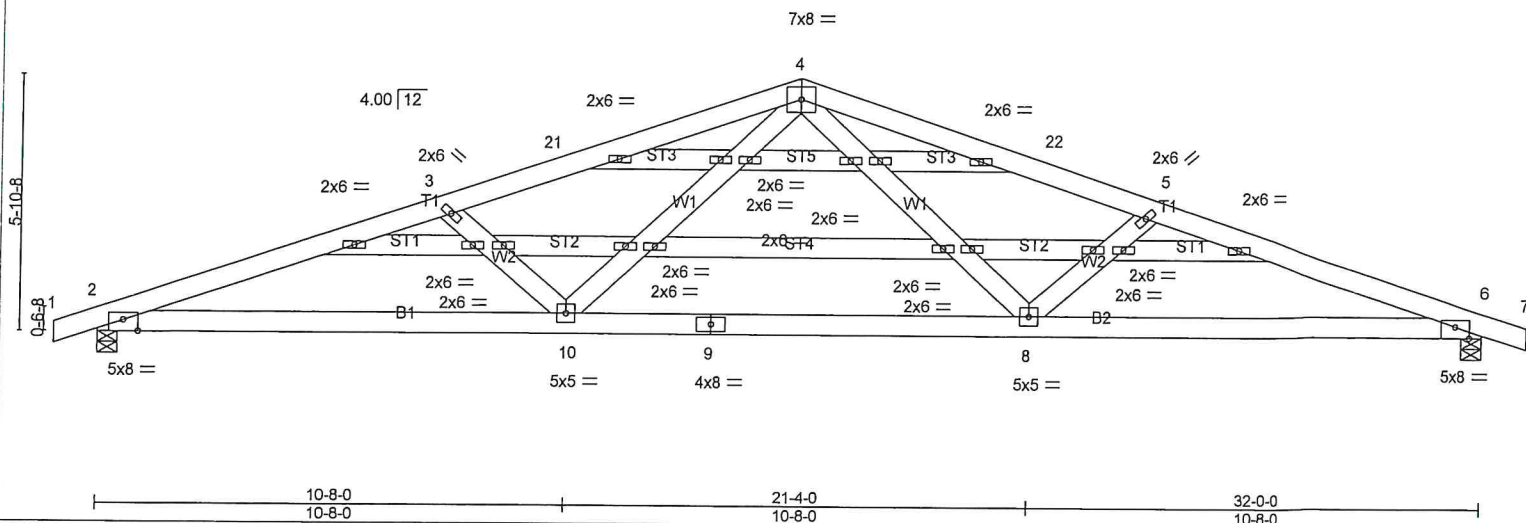 7x8 =
4
4.00 12
2x6 =
2x6 =
21
22
2x6 \\
2x6 //
ST3
ST5
ST3
2x6 =
3
T1
5
T1
2x6 =
2x6 =
5-10-8
W1
2x6 =
W1
2x6 =
ST1
ST2
2x6
ST4
ST2
ST1
W2
W2
2x6 =
2x6 =
2x6 =
2x6 =
2x6 =
2x6 =
2x6 =
2x6 =
0-6-8
1
2
B1
B2
6
7
5x8 =
10
9
8
5x8 =
5x5 =
4x8 =
5x5 =
10-8-0
21-4-0
32-0-0
10-8-0
10-8-0
10-8-0